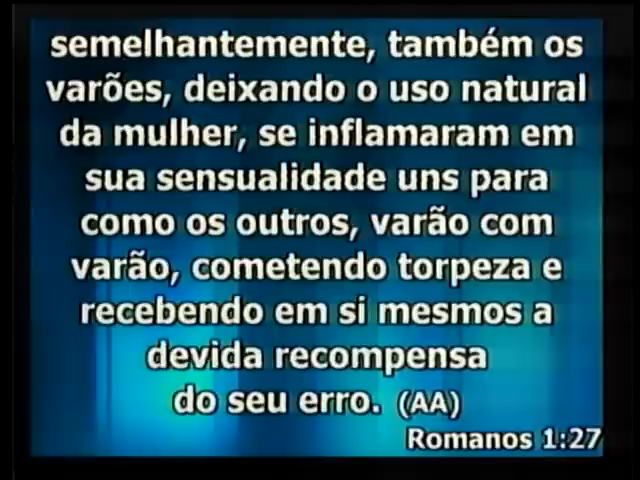 semelhantemente, também os
varões, deixando o uso natural
da mulher, se inflamaram em
sua sensualidade uns para
como os outros, varão com
varão, cometendo torpeza e
recebendo em si mesmos a
devida recompensa
do seu erro. (AA)
Romanos 1:27